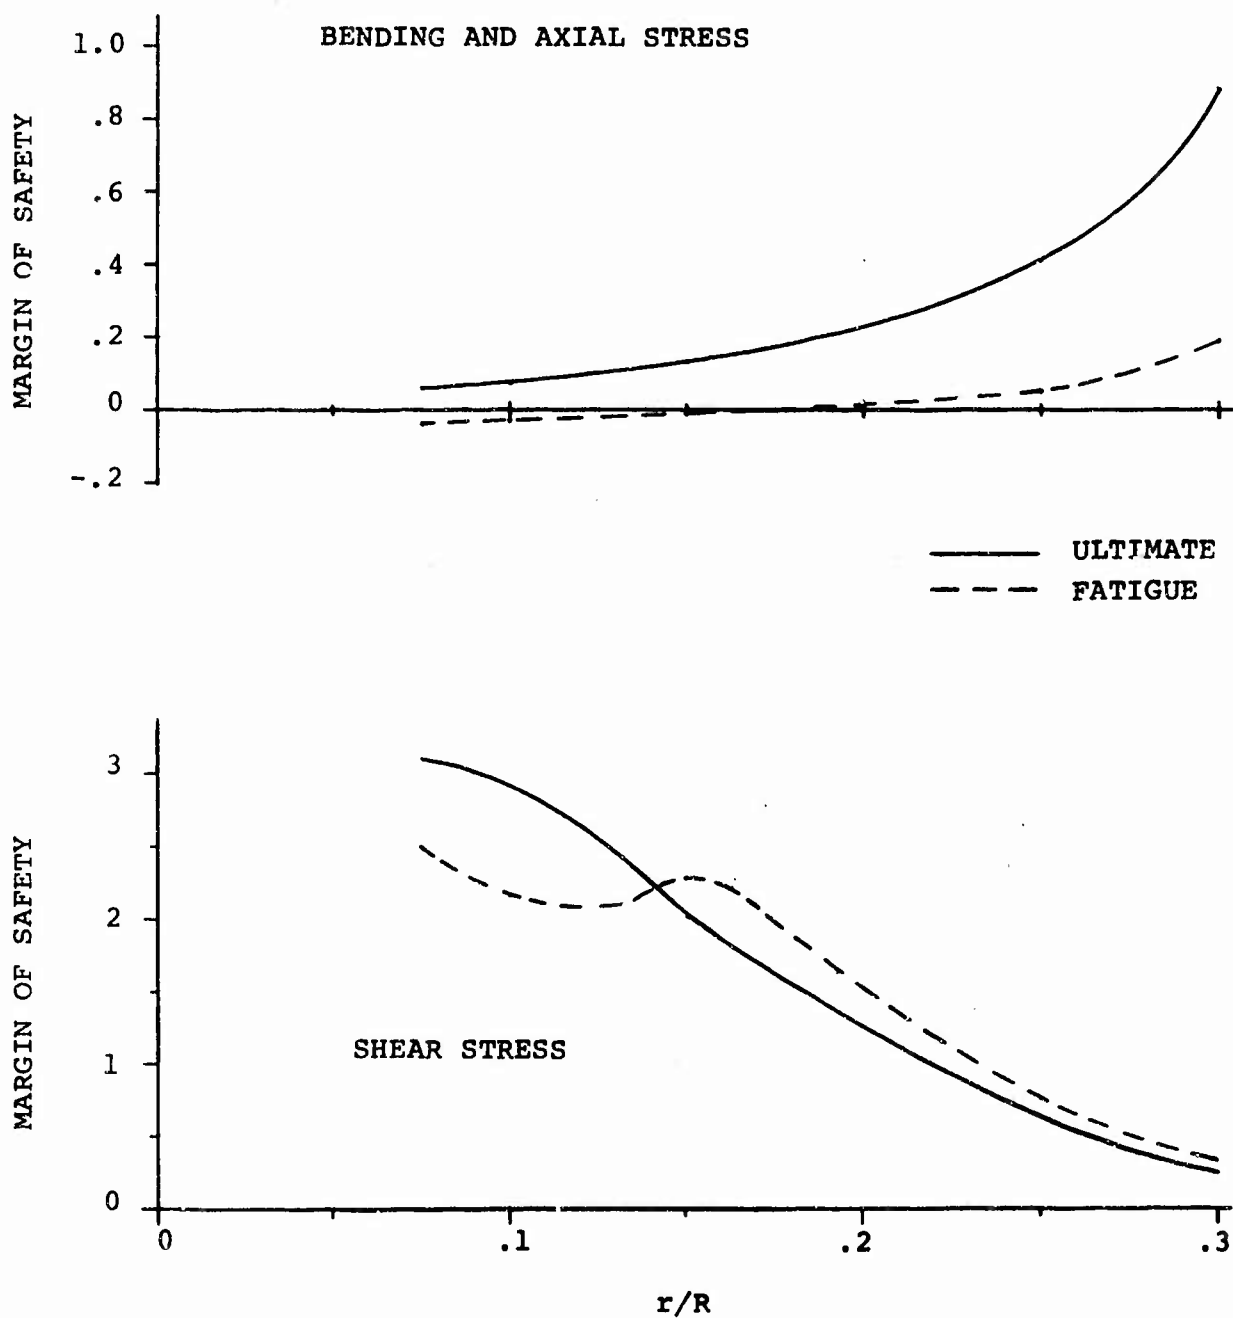 BENDING AND AXIAL STRESS
MARGIN OF SAFETY
1.0
.8
.6
.4
.2
0
-.2
ULTIMATE
FATIGUE
MARGIN OF SAFETY
3
2
1
0
SHEAR STRESS
0 .1 .2 .3
r/R